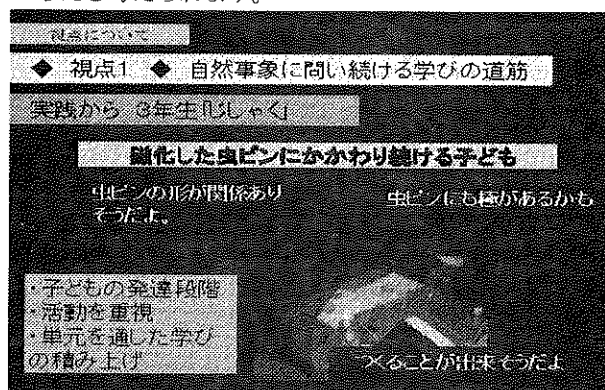 視点について
◆ 視点1 ◆ 自然事象に問い続ける学びの道筋
実践から 3年生「じしゃく」
磁化した虫ピンにかかわり続ける子ども
虫ピンの形が関係あり
そうだよ。
虫ピンにも極があるかも
・子どもの発達段階
・活動を重視
・単元を通した学び
の積み上げ
つくることが出来そうだよ